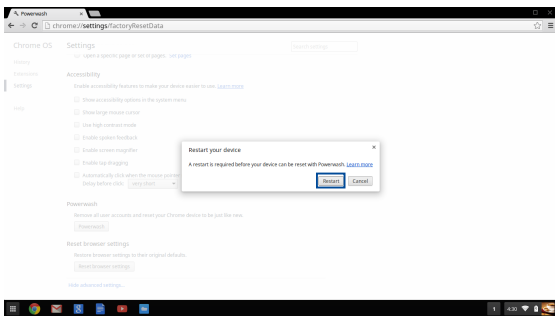 Powerwash
chrome://settings/factoryResetData
Chrome OS
Settings
Search settings
History
Extensions
Settings
Help
Open a specific page or set of pages. Set pages
Accessibility
Enable accessibility features to make your device easier to use. Learn more
Show accessibility options in the system menu
Show large mouse cursor
Use high contrast mode
Enable spoken feedback
Enable screen magnifier
Enable tap dragging
Automatically click when the mouse pointer
Delay before click: very short
Restart your device
A restart is required before your device can be reset with Powerwash. Learn more
Restart
Cancel
Powerwash
Remove all user accounts and reset your Chrome device to be just like new.
Powerwash
Reset browser settings
Restore browser settings to their original defaults.
Reset browser settings
Hide advanced settings...
1
4:30